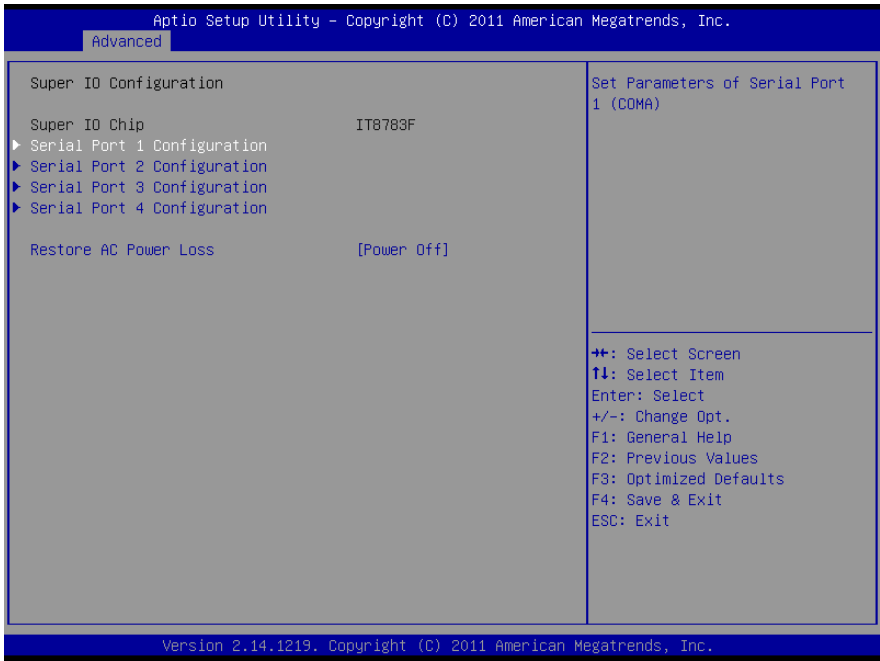 Aptio Setup Utility – Copyright (C) 2011 American Megatrends, Inc.
Advanced
Super IO Configuration
Super IO Chip IT8783F
Serial Port 1 Configuration
Serial Port 2 Configuration
Serial Port 3 Configuration
Serial Port 4 Configuration
Restore AC Power Loss [Power Off]
Set Parameters of Serial Port
1 (COMA)
→←: Select Screen
↑↓: Select Item
Enter: Select
+/-: Change Opt.
F1: General Help
F2: Previous Values
F3: Optimized Defaults
F4: Save & Exit
ESC: Exit
Version 2.14.1219. Copyright (C) 2011 American Megatrends, Inc.